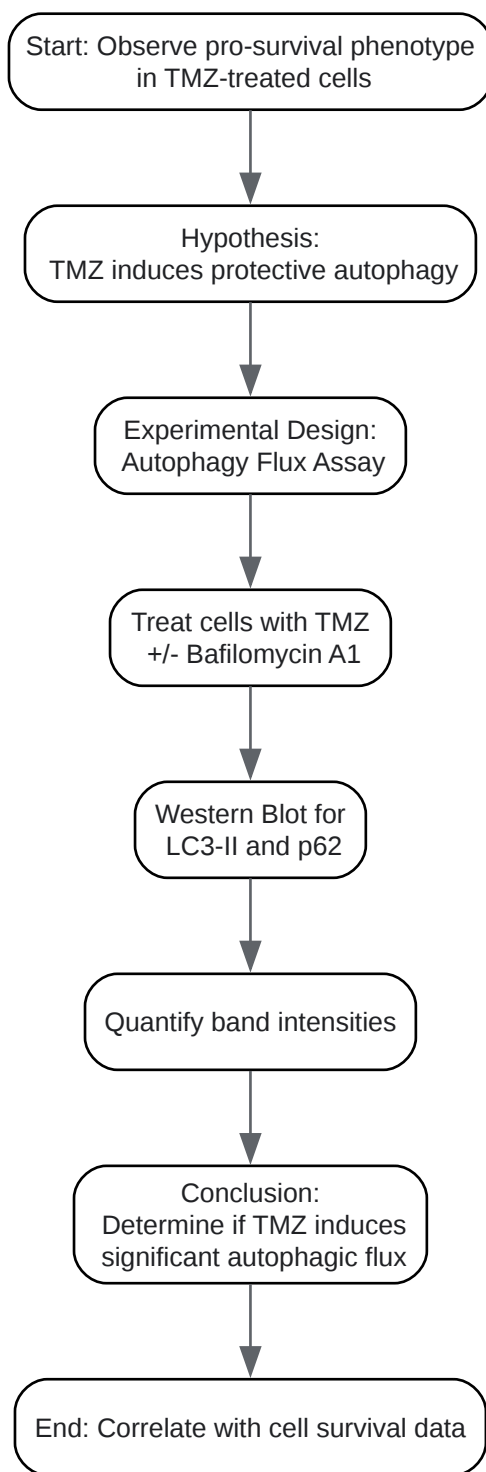 Start: Observe pro-survival phenotype
in TMZ-treated cells
Hypothesis:
TMZ induces protective autophagy
Experimental Design:
Autophagy Flux Assay
Treat cells with TMZ
+/- Bafilomycin A1
Western Blot for
LC3-II and p62
Quantify band intensities
Conclusion:
Determine if TMZ induces
significant autophagic flux
End: Correlate with cell survival data